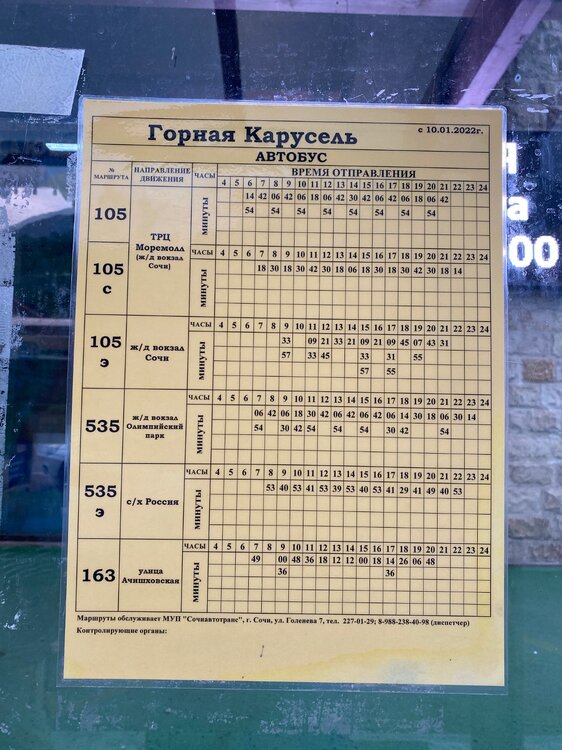 Горная Карусель
с 10.01.2022г.
АВТОБУС
№ МАРШРУТА
НАПРАВЛЕНИЕ ДВИЖЕНИЯ
ЧАСЫ
ВРЕМЯ ОТПРАВЛЕНИЯ
4 5 6 7 8 9 10 11 12 13 14 15 16 17 18 19 20 21 22 23 24
105
ТРЦ
Моремолл
(ж/д вокзал
Сочи)
минуты
14 42 06 42 06 18 06 42 30 42 06 42 06 18 06 42
54 54 54 54 54 54 54
105
с
ЧАСЫ 4 5 6 7 8 9 10 11 12 13 14 15 16 17 18 19 20 21 22 23 24
минуты
18 30 18 30 42 30 18 06 18 30 18 30 42 30 18 14
105
э
ж/д вокзал
Сочи
ЧАСЫ 4 5 6 7 8 9 10 11 12 13 14 15 16 17 18 19 20 21 22 23 24
минуты
33 09 21 33 21 09 21 09 45 07 43 31
57 33 45 33 31 55
57 55
535
ж/д вокзал
Олимпийский
парк
ЧАСЫ 4 5 6 7 8 9 10 11 12 13 14 15 16 17 18 19 20 21 22 23 24
минуты
06 42 06 18 30 42 06 42 06 42 06 14 30 18 06 30 14
54 30 42 54 54 54 30 42 54
535
э
с/х Россия
ЧАСЫ 4 5 6 7 8 9 10 11 12 13 14 15 16 17 18 19 20 21 22 23 24
минуты
53 40 53 41 53 39 53 40 53 41 29 41 49 40 53
163
улица
Ачишховская
ЧАСЫ 4 5 6 7 8 9 10 11 12 13 14 15 16 17 18 19 20 21 22 23 24
минуты
49 00 48 36 18 12 12 00 18 14 26 06 48
36 36
Маршруты обслуживает МУП "Сочиавтотранс", г. Сочи, ул. Голенева 7, тел. 227-01-29; 8-988-238-40-98 (диспетчер)
Контролирующие органы:
а
00